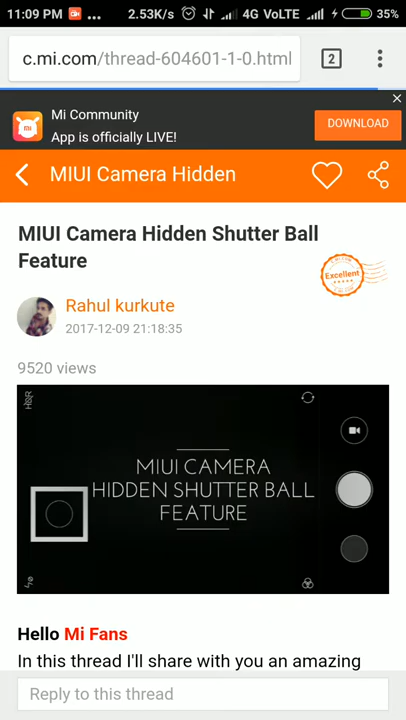 11:09 PM ... 2.53K/s 4G VoLTE 35%
c.mi.com/thread-604601-1-0.html 2
Mi Community
App is officially LIVE!
DOWNLOAD
MIUI Camera Hidden
MIUI Camera Hidden Shutter Ball
Feature
Excellent
Rahul kurkute
2017-12-09 21:18:35
9520 views
HDR
MIUI CAMERA
HIDDEN SHUTTER BALL
FEATURE
Hello Mi Fans
In this thread I'll share with you an amazing
Reply to this thread